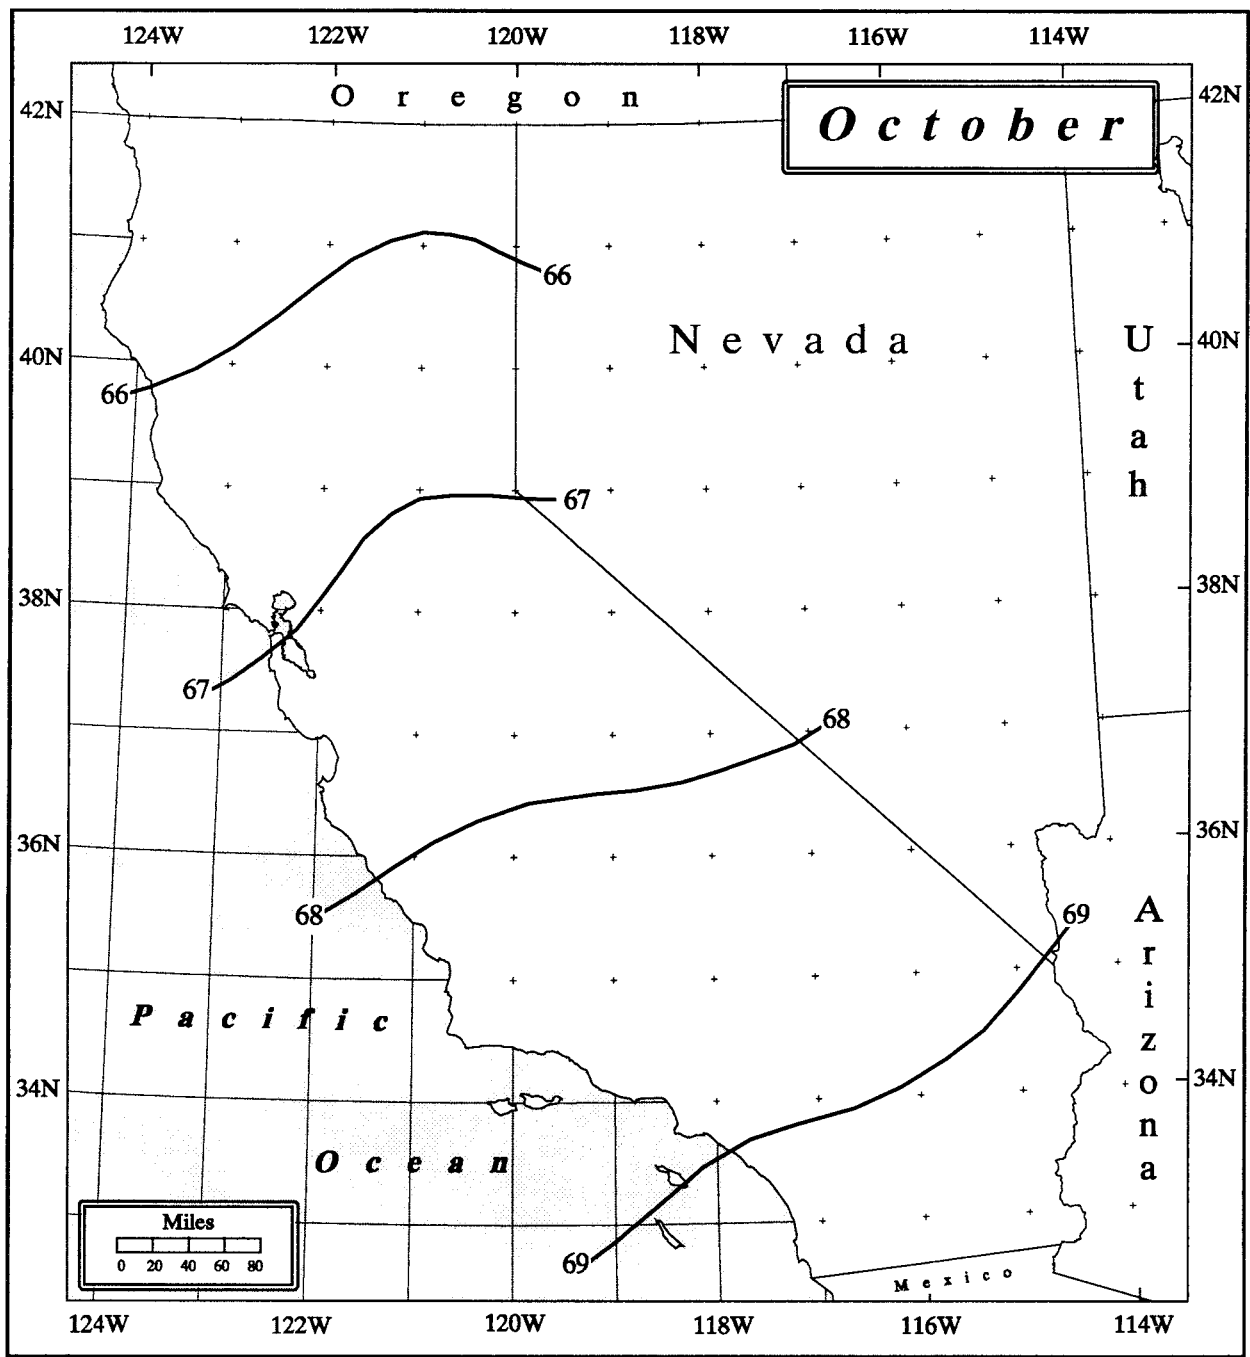 124W 122W 120W 118W 116W 114W
42N Oregon October 42N
66
Nevada
40N Utah 40N
66
67
38N 38N
67
68
36N 36N
68
69
Arizona
Pacific
34N 34N
Ocean
Miles
0 20 40 60 80
69
Mexico
124W 122W 120W 118W 116W 114W